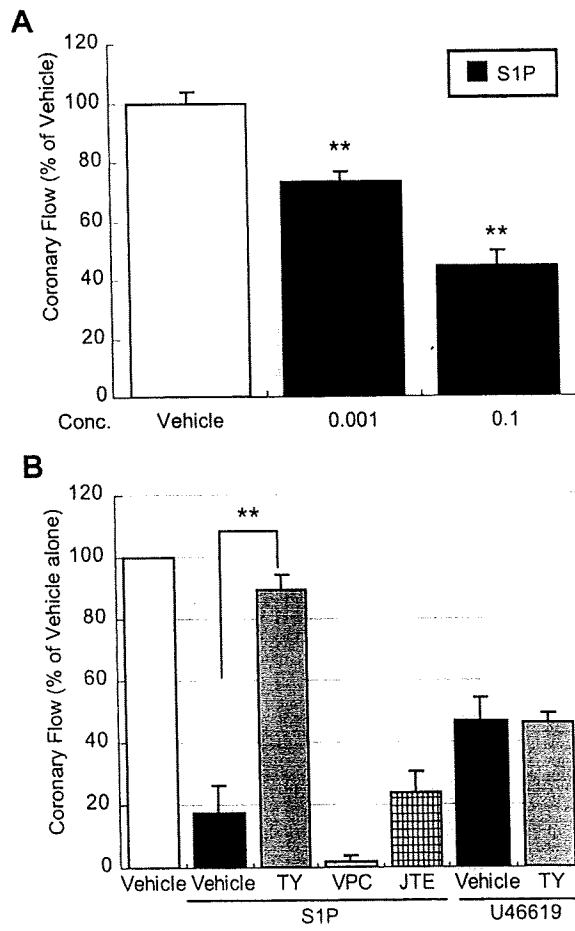 A
Coronary Flow (% of Vehicle)
120
100
80
60
40
20
0
S1P
**
**
Conc.
Vehicle
0.001
0.1
B
Coronary Flow (% of Vehicle alone)
120
100
80
60
40
20
0
**
Vehicle Vehicle TY VPC JTE Vehicle TY
S1P U46619